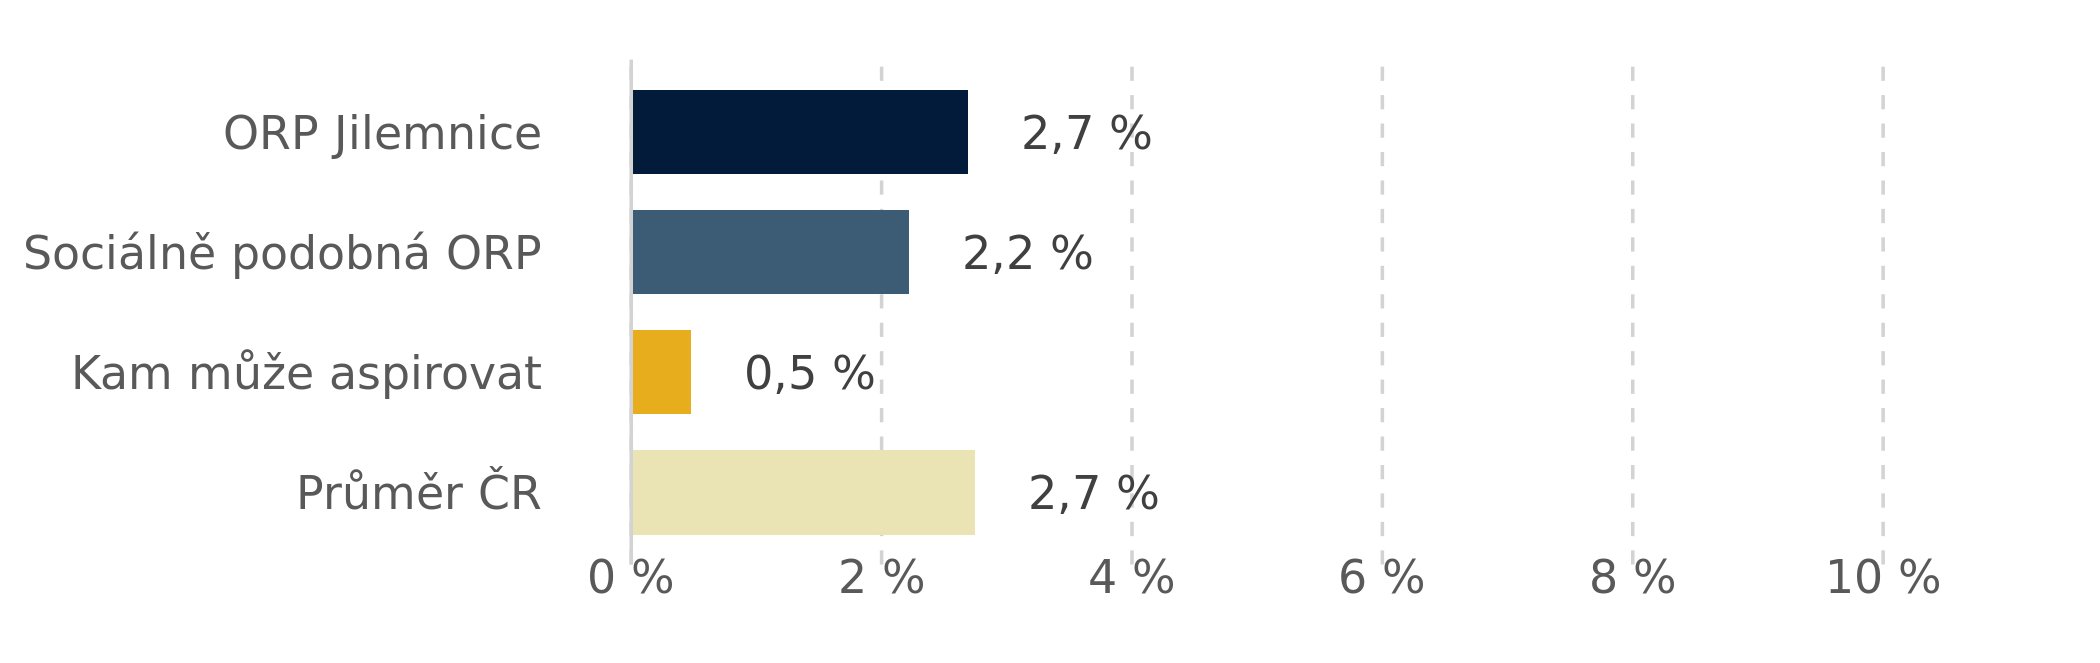 ORP Jilemnice 2,7 %
Sociálně podobná ORP 2,2 %
Kam může aspirovat 0,5 %
Průměr ČR 2,7 %
0 % 2 % 4 % 6 % 8 % 10 %